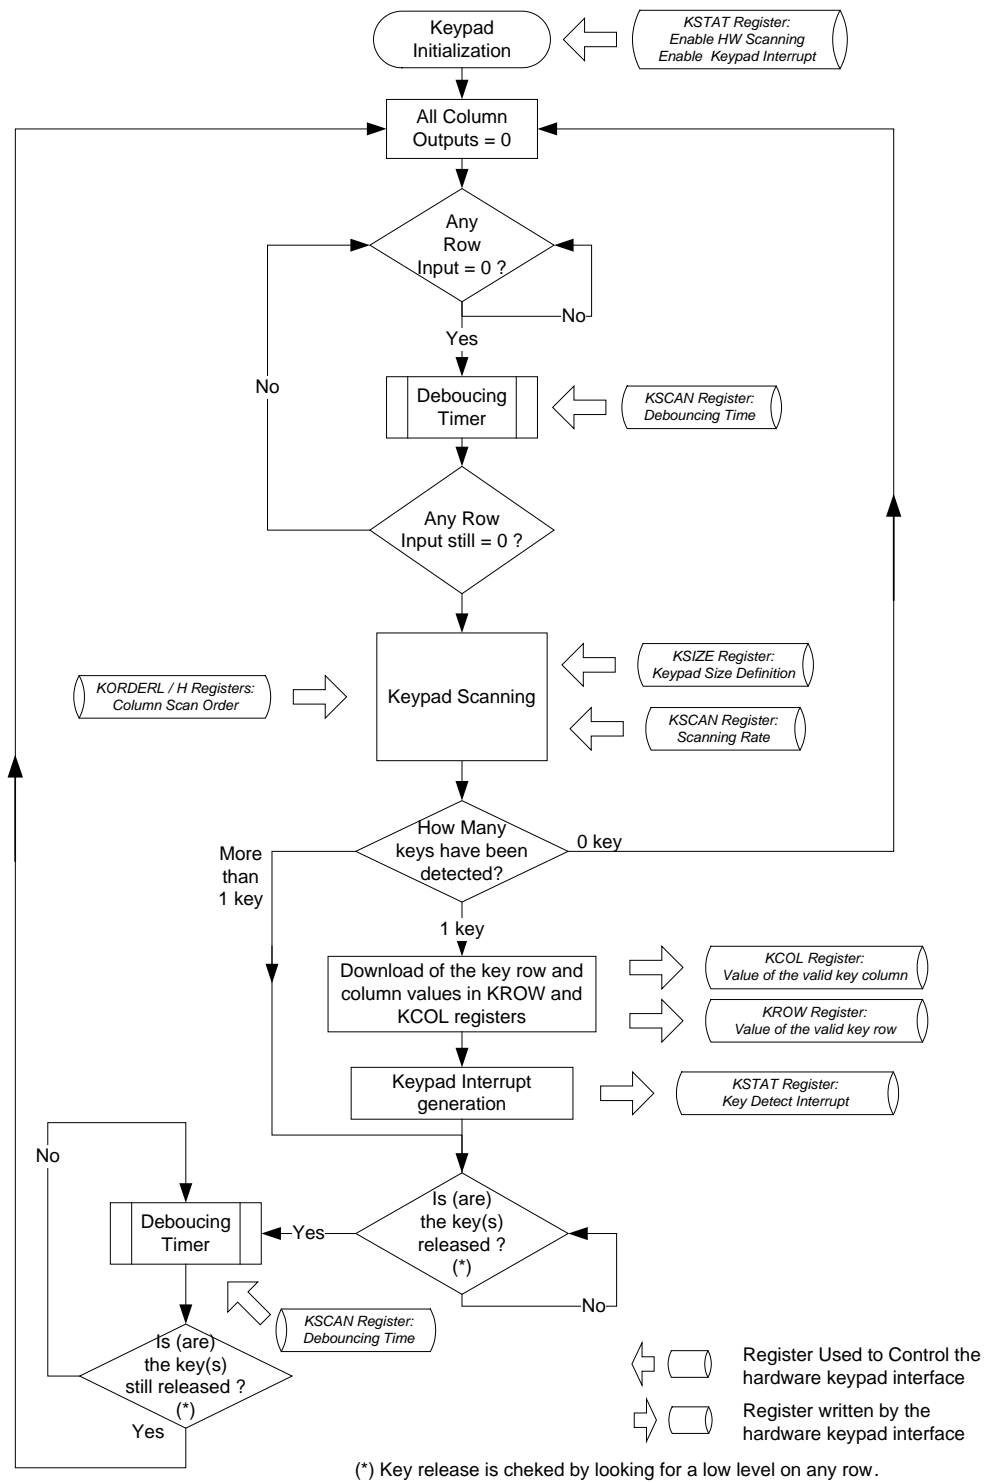 Keypad
Initialization
KSTAT Register:
Enable HW Scanning
Enable  Keypad Interrupt
All Column
Outputs = 0
Any
Row
Input = 0 ?
No
Yes
No
Deboucing
Timer
KSCAN Register:
Debouncing Time
Any Row
Input still = 0 ?
KORDERL / H Registers:
Column Scan Order
Keypad Scanning
KSIZE Register:
Keypad Size Definition
KSCAN Register:
Scanning Rate
How Many
keys have been
detected?
0 key
More
than
1 key
1 key
Download of the key row and
column values in KROW and
KCOL registers
KCOL Register:
Value of the valid key column
KROW Register:
Value of the valid key row
Keypad Interrupt
generation
KSTAT Register:
Key Detect Interrupt
No
Deboucing
Timer
Yes
Is (are)
the key(s)
released ?
(*)
No
KSCAN Register:
Debouncing Time
Is (are)
the key(s)
still released ?
(*)
Yes
Register Used to Control the
hardware keypad interface
Register written by the
hardware keypad interface
(*) Key release is cheked by looking for a low level on any row.